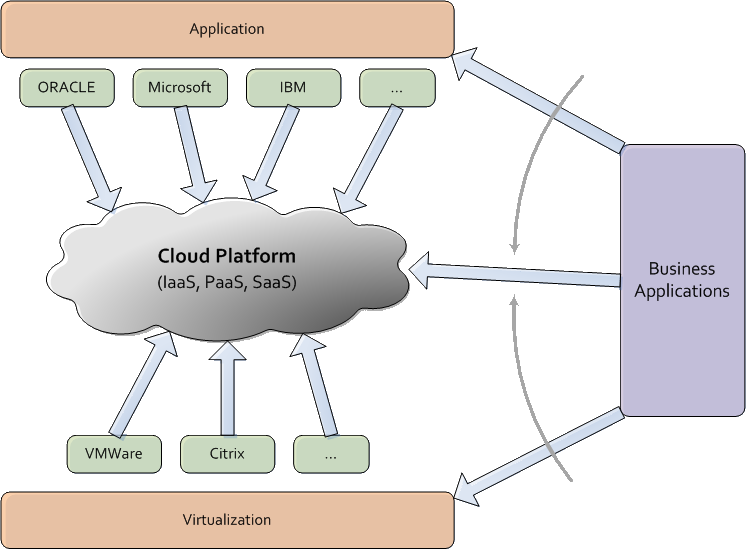 Application
ORACLE
Microsoft
IBM
...
Cloud Platform
(IaaS, PaaS, SaaS)
Business
Applications
VMWare
Citrix
...
Virtualization